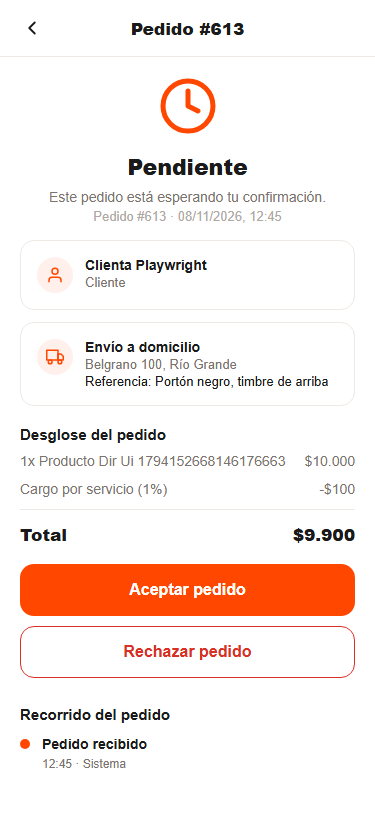 Pedido #613
Pendiente
Este pedido está esperando tu confirmación.
Pedido #613 · 08/11/2026, 12:45
Clienta Playwright
Cliente
Envío a domicilio
Belgrano 100, Río Grande
Referencia: Portón negro, timbre de arriba
Desglose del pedido
1x Producto Dir Ui 1794152668146176663 $10.000
Cargo por servicio (1%) -$100
Total $9.900
Aceptar pedido
Rechazar pedido
Recorrido del pedido
Pedido recibido
12:45 · Sistema